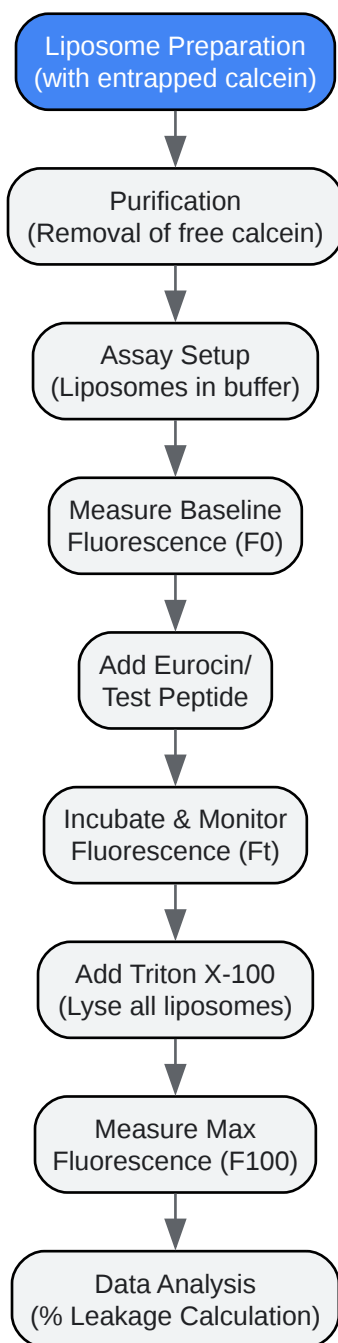 Liposome Preparation
(with entrapped calcein)
Purification
(Removal of free calcein)
Assay Setup
(Liposomes in buffer)
Measure Baseline
Fluorescence (F0)
Add Eurocin/
Test Peptide
Incubate & Monitor
Fluorescence (Ft)
Add Triton X-100
(Lyse all liposomes)
Measure Max
Fluorescence (F100)
Data Analysis
(% Leakage Calculation)